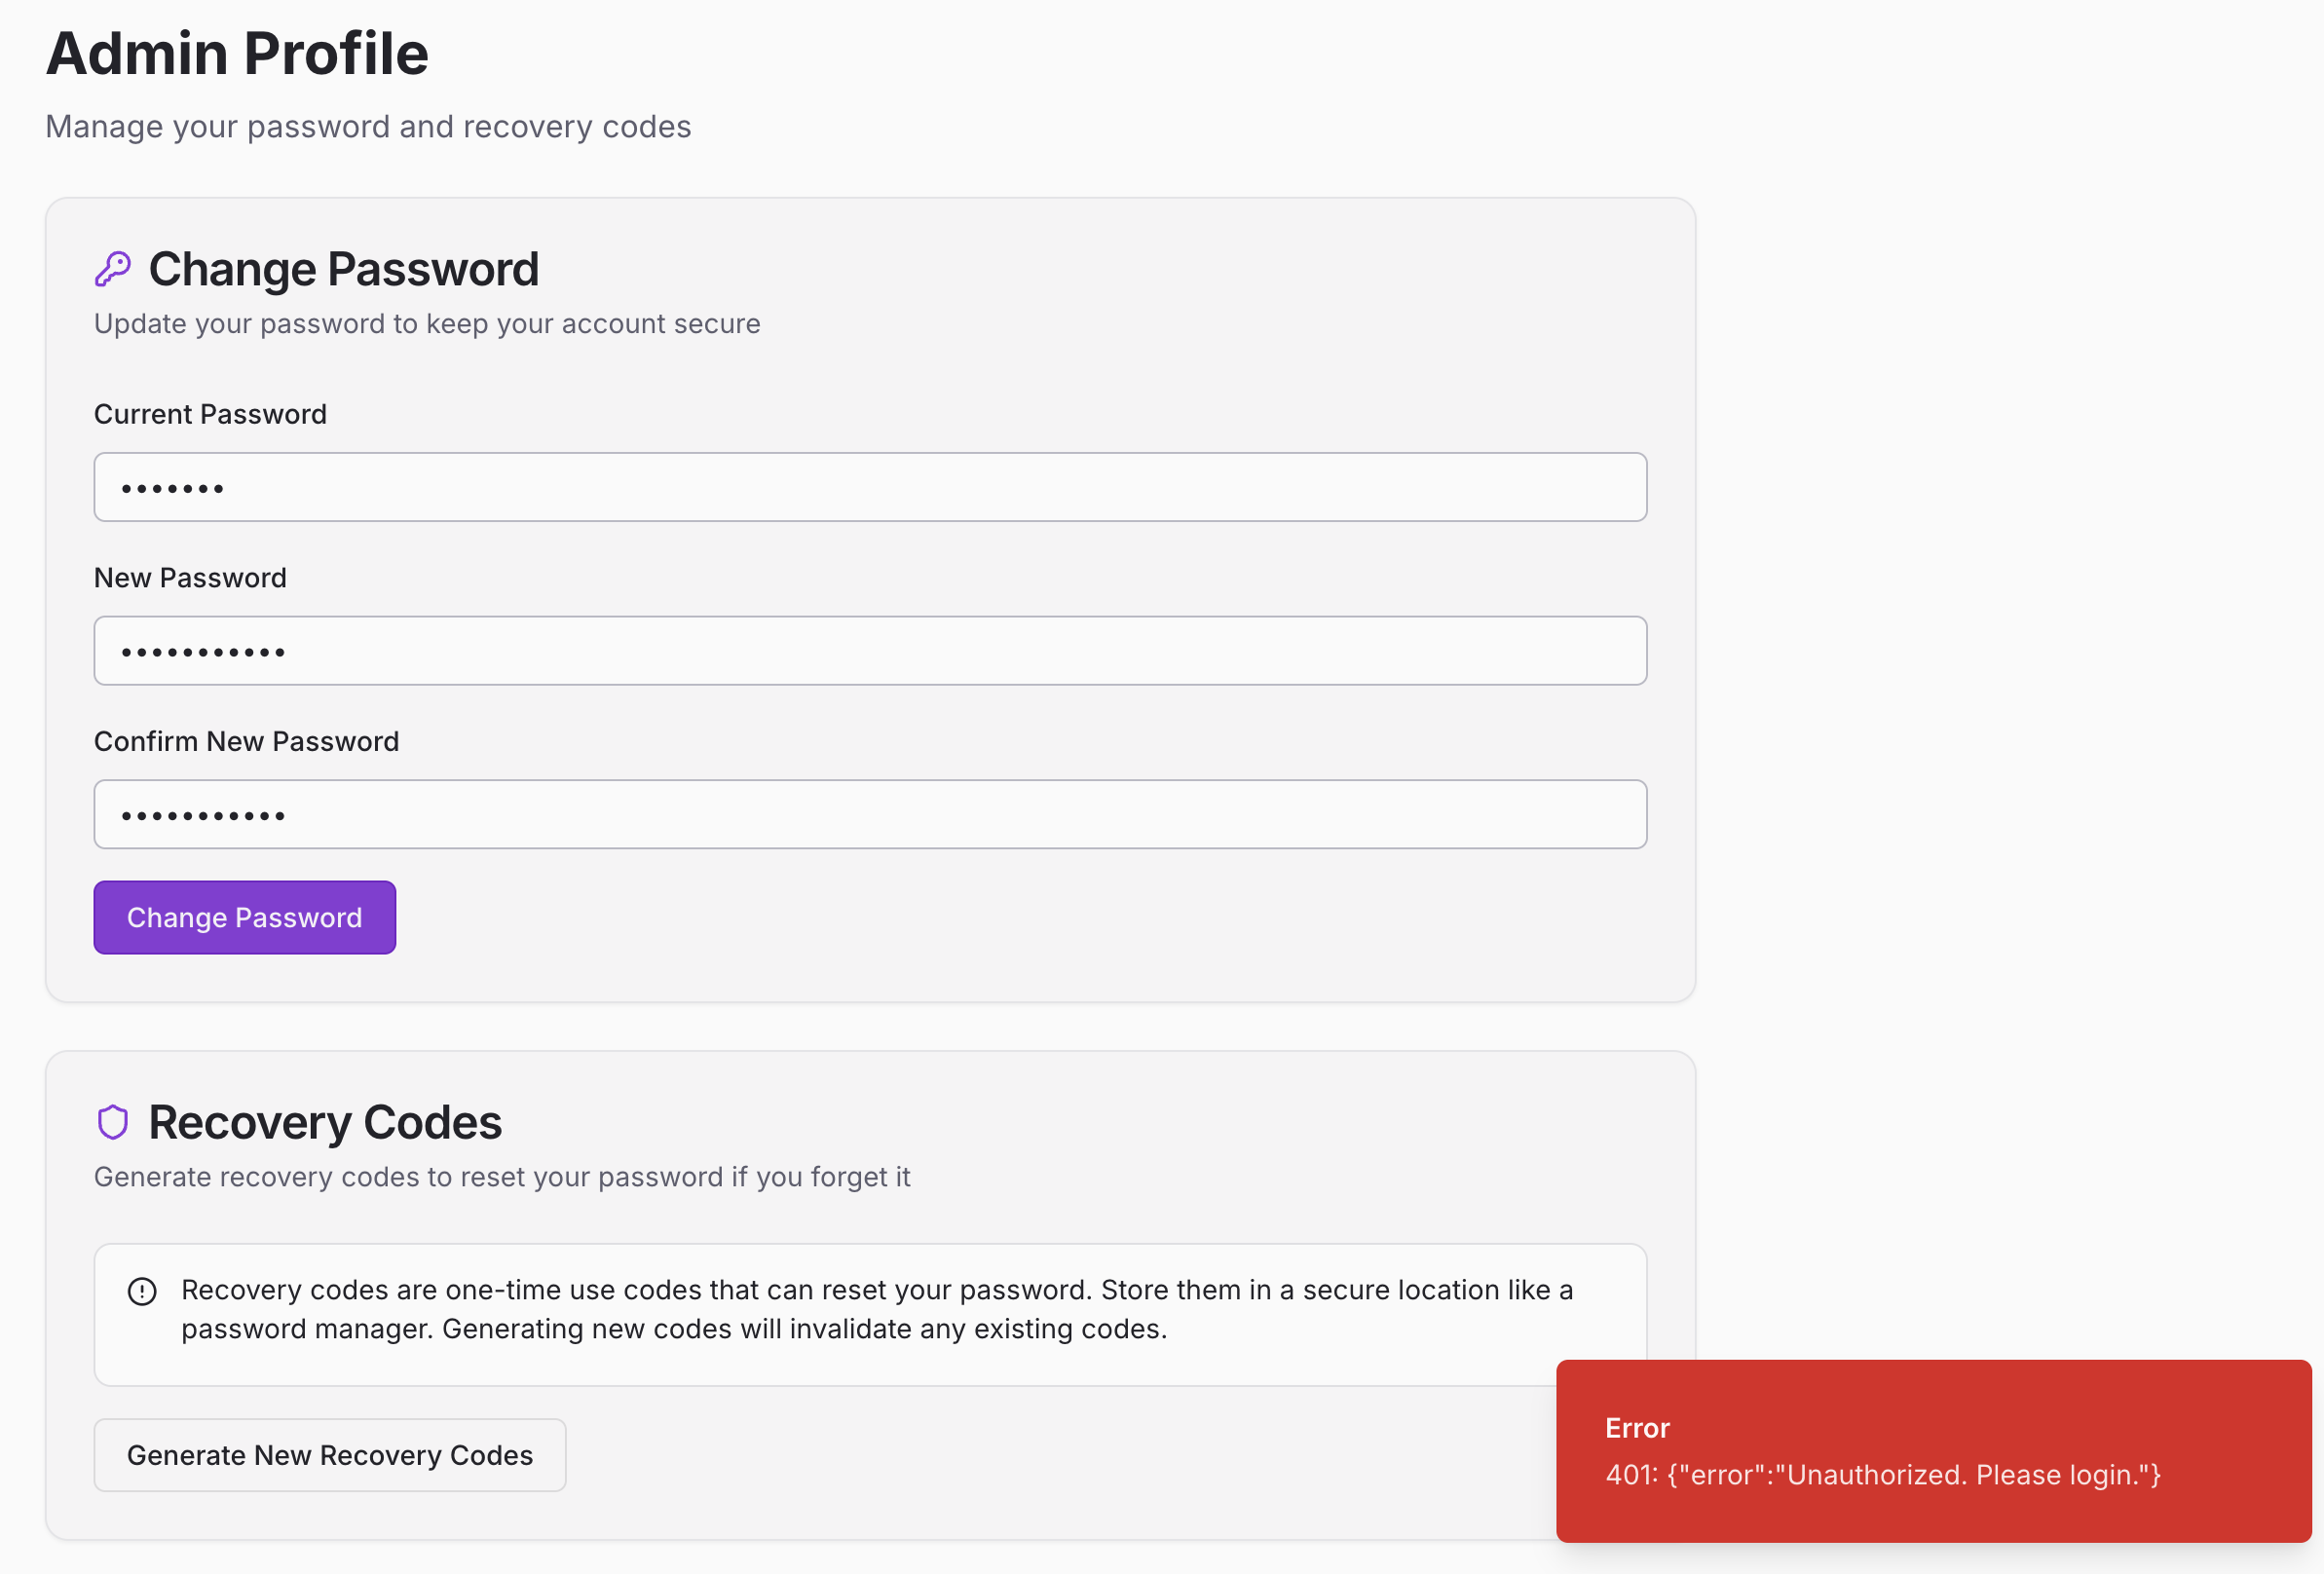 Admin Profile
Manage your password and recovery codes
Change Password
Update your password to keep your account secure
Current Password
•••••••
New Password
•••••••••••
Confirm New Password
•••••••••••
Change Password
Recovery Codes
Generate recovery codes to reset your password if you forget it
Recovery codes are one-time use codes that can reset your password. Store them in a secure location like a
password manager. Generating new codes will invalidate any existing codes.
Generate New Recovery Codes
Error
401: {"error":"Unauthorized. Please login."}